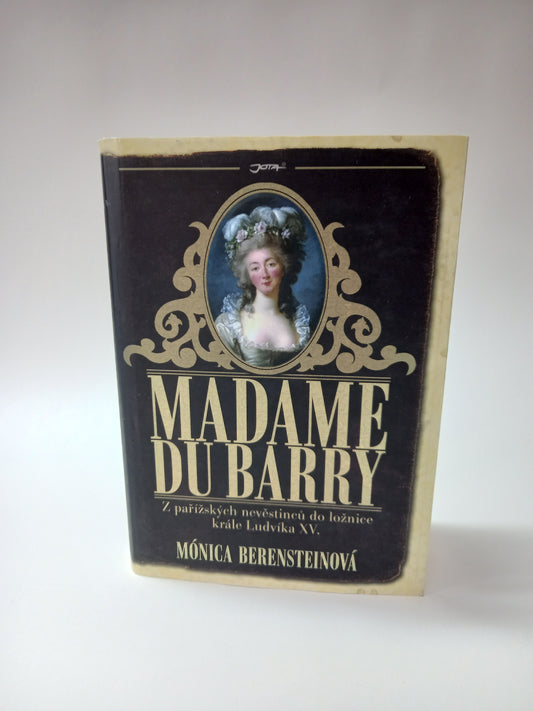 JOTA
MADAME
DU BARRY
Z pařížských nevěstinců do ložnice
krále Ludvíka XV.
MÓNICA BERENSTEINOVÁ